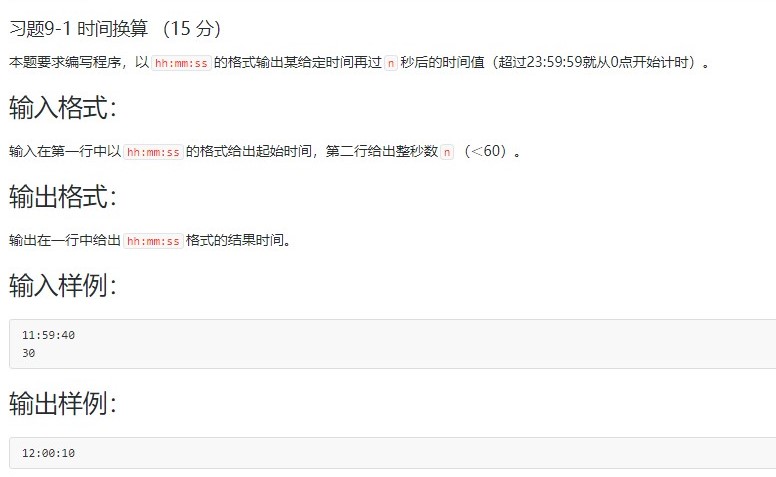 习题9-1 时间换算 （15 分）
本题要求编写程序，以 hh:mm:ss 的格式输出某给定时间再过 n 秒后的时间值（超过23:59:59就从0点开始计时）。
输入格式：
输入在第一行中以 hh:mm:ss 的格式给出起始时间，第二行给出整秒数 n （<60）。
输出格式：
输出在一行中给出 hh:mm:ss 格式的结果时间。
输入样例：
11:59:40
30
输出样例：
12:00:10